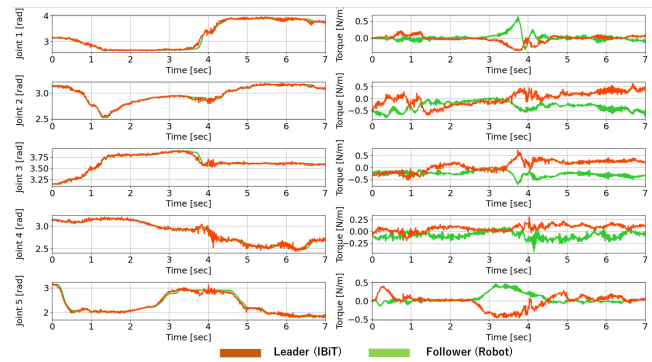 Joint 1 [rad]
4
3
0 1 2 3 4 5 6 7
Time [sec]
Torque [N/m]
0.5
0.0
0 1 2 3 4 5 6 7
Time [sec]
Joint 2 [rad]
3.0
2.5
0 1 2 3 4 5 6 7
Time [sec]
Torque [N/m]
0.5
0.0
-0.5
0 1 2 3 4 5 6 7
Time [sec]
Joint 3 [rad]
3.75
3.50
3.25
0 1 2 3 4 5 6 7
Time [sec]
Torque [N/m]
0.5
0.0
-0.5
0 1 2 3 4 5 6 7
Time [sec]
Joint 4 [rad]
3.0
2.5
0 1 2 3 4 5 6 7
Time [sec]
Torque [N/m]
0.25
0.00
-0.25
0 1 2 3 4 5 6 7
Time [sec]
Joint 5 [rad]
3
2
0 1 2 3 4 5 6 7
Time [sec]
Torque [N/m]
0.5
0.0
-0.5
0 1 2 3 4 5 6 7
Time [sec]
Leader (IBiT) Follower (Robot)